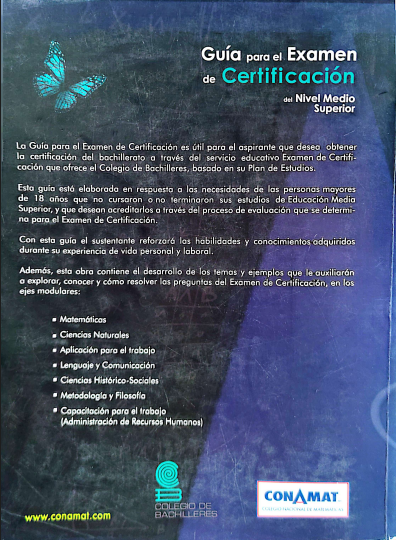 Guía para el Examen
de Certificación
del Nivel Medio
Superior
La Guía para el Examen de Certificación es útil para el aspirante que desea obtener
la certificación del bachillerato a través del servicio educativo Examen de Certifi-
cación que ofrece el Colegio de Bachilleres, basado en su Plan de Estudios.
Esta guía está elaborada en respuesta a las necesidades de las personas mayores
de 18 años que no cursaron o no terminaron sus estudios de Educación Media
Superior, y que desean acreditarlos a través del proceso de evaluación que se determi-
na para el Examen de Certificación.
Con esta guía el sustentante reforzará las habilidades y conocimientos adquiridos
durante su experiencia de vida personal y laboral.
Además, esta obra contiene el desarrollo de los temas y ejemplos que le auxiliarán
a explorar, conocer y cómo resolver las preguntas del Examen de Certificación, en los
ejes modulares:
Matemáticas
Ciencias Naturales
Aplicación para el trabajo
Lenguaje y Comunicación
Ciencias Histórico-Sociales
Metodología y Filosofía
Capacitación para el trabajo
(Administración de Recursos Humanos)
www.conamat.com
COLEGIO DE
BACHILLERES
CONAMAT
COLEGIO NACIONAL DE MATEMÁTICAS